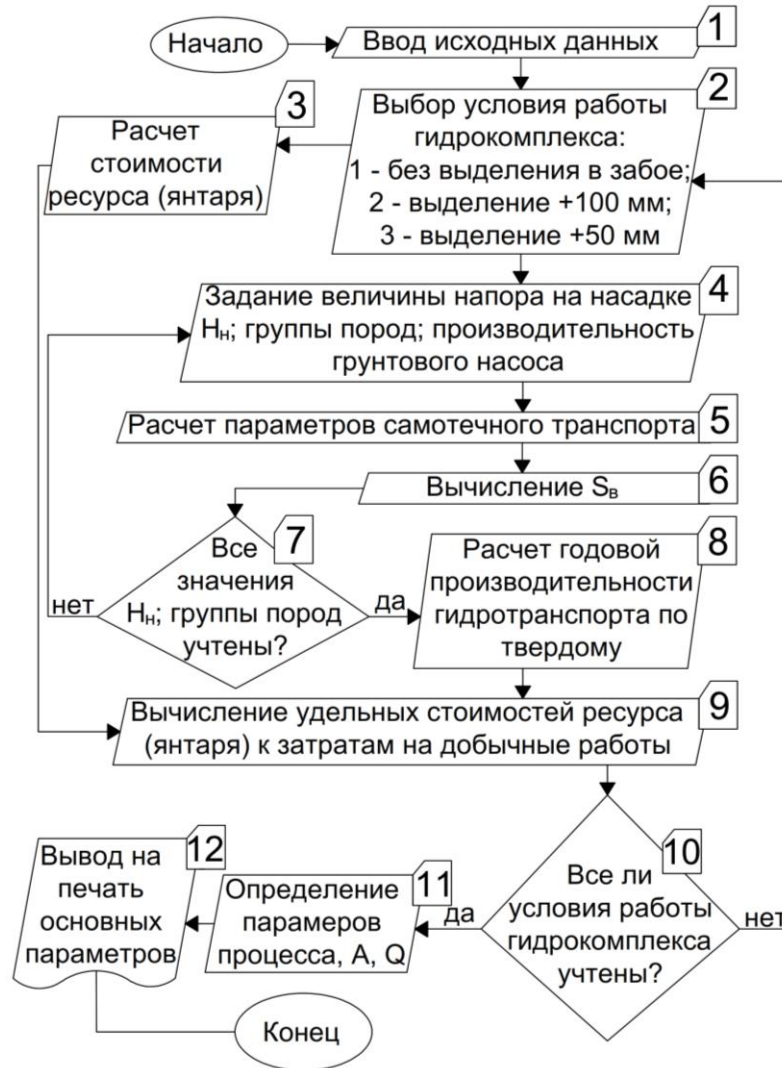 Начало
Ввод исходных данных
1
Выбор условия работы
гидрокомплекса:
1 - без выделения в забое;
2 - выделение +100 мм;
3 - выделение +50 мм
2
Расчет
стоимости
ресурса (янтаря)
3
Задание величины напора на насадке
Hн; группы пород; производительность
грунтового насоса
4
Расчет параметров самотечного транспорта
5
Вычисление Sв
6
Все
значения
Hн; группы пород
учтены?
7
нет
да
Расчет годовой
производительности
гидротранспорта по
твердому
8
Вычисление удельных стоимостей ресурса
(янтаря) к затратам на добычные работы
9
Все ли
условия работы
гидрокомплекса
учтены?
10
да
нет
Определение
парамеров
процесса, A, Q
11
Вывод на
печать
основных
параметров
12
Конец